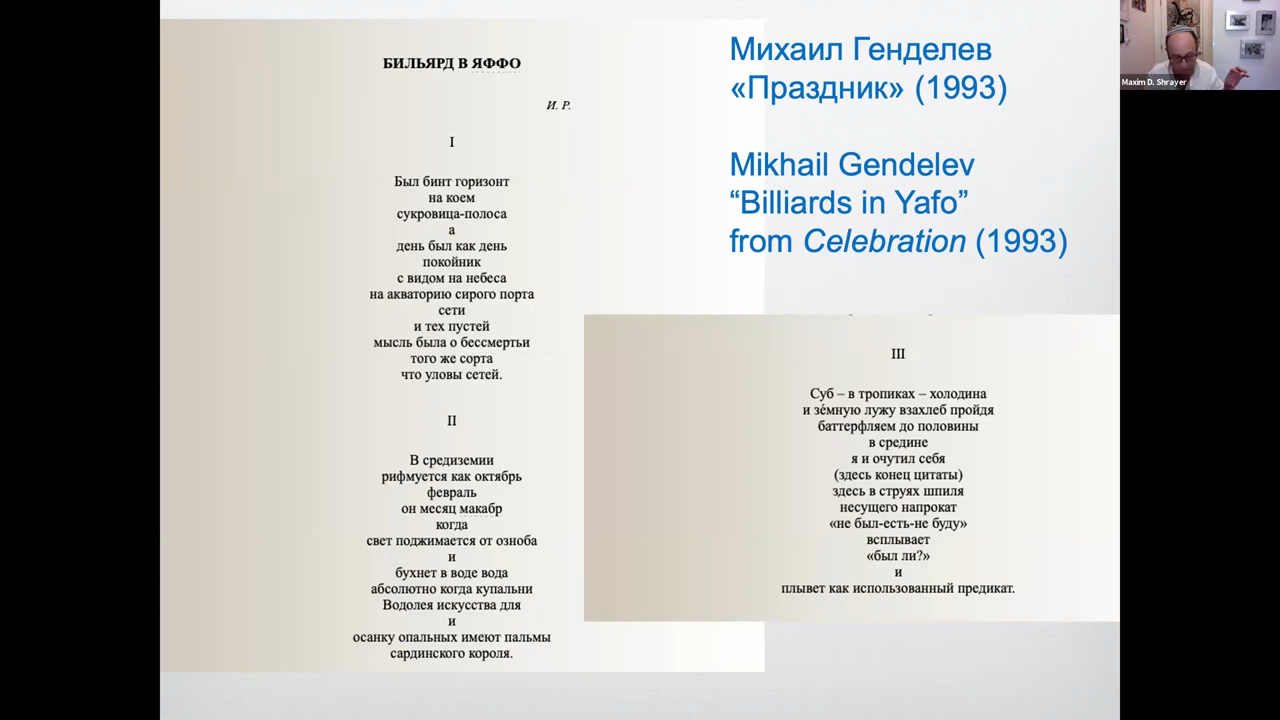 БИЛЬЯРД В ЯФФО
И. Р.
I
Был бинт горизонт
на коем
сукровица-полоса
а
день был как день
покойник
с видом на небеса
на акваторию сирого порта
сети
и тех пустей
мысль была о бессмертьи
того же сорта
что уловы сетей.
II
В средиземии
рифмуется как октябрь
февраль
он месяц макабр
когда
свет поджимается от озноба
и
бухнет в воде вода
абсолютно когда купальни
Водолея искусства для
и
осанку опальных имеют пальмы
сардинского короля.
Михаил Генделев
«Праздник» (1993)
Mikhail Gendelev
“Billiards in Yafo”
from Celebration (1993)
III
Суб – в тропиках – холодина
и зéмную лужу взахлеб пройдя
баттерфляем до половины
в средине
я и очутил себя
(здесь конец цитаты)
здесь в струях шпиля
несущего напрокат
«не был-есть-не буду»
всплывает
«был ли?»
и
плывет как использованный предикат.
Maxim D. Shrayer